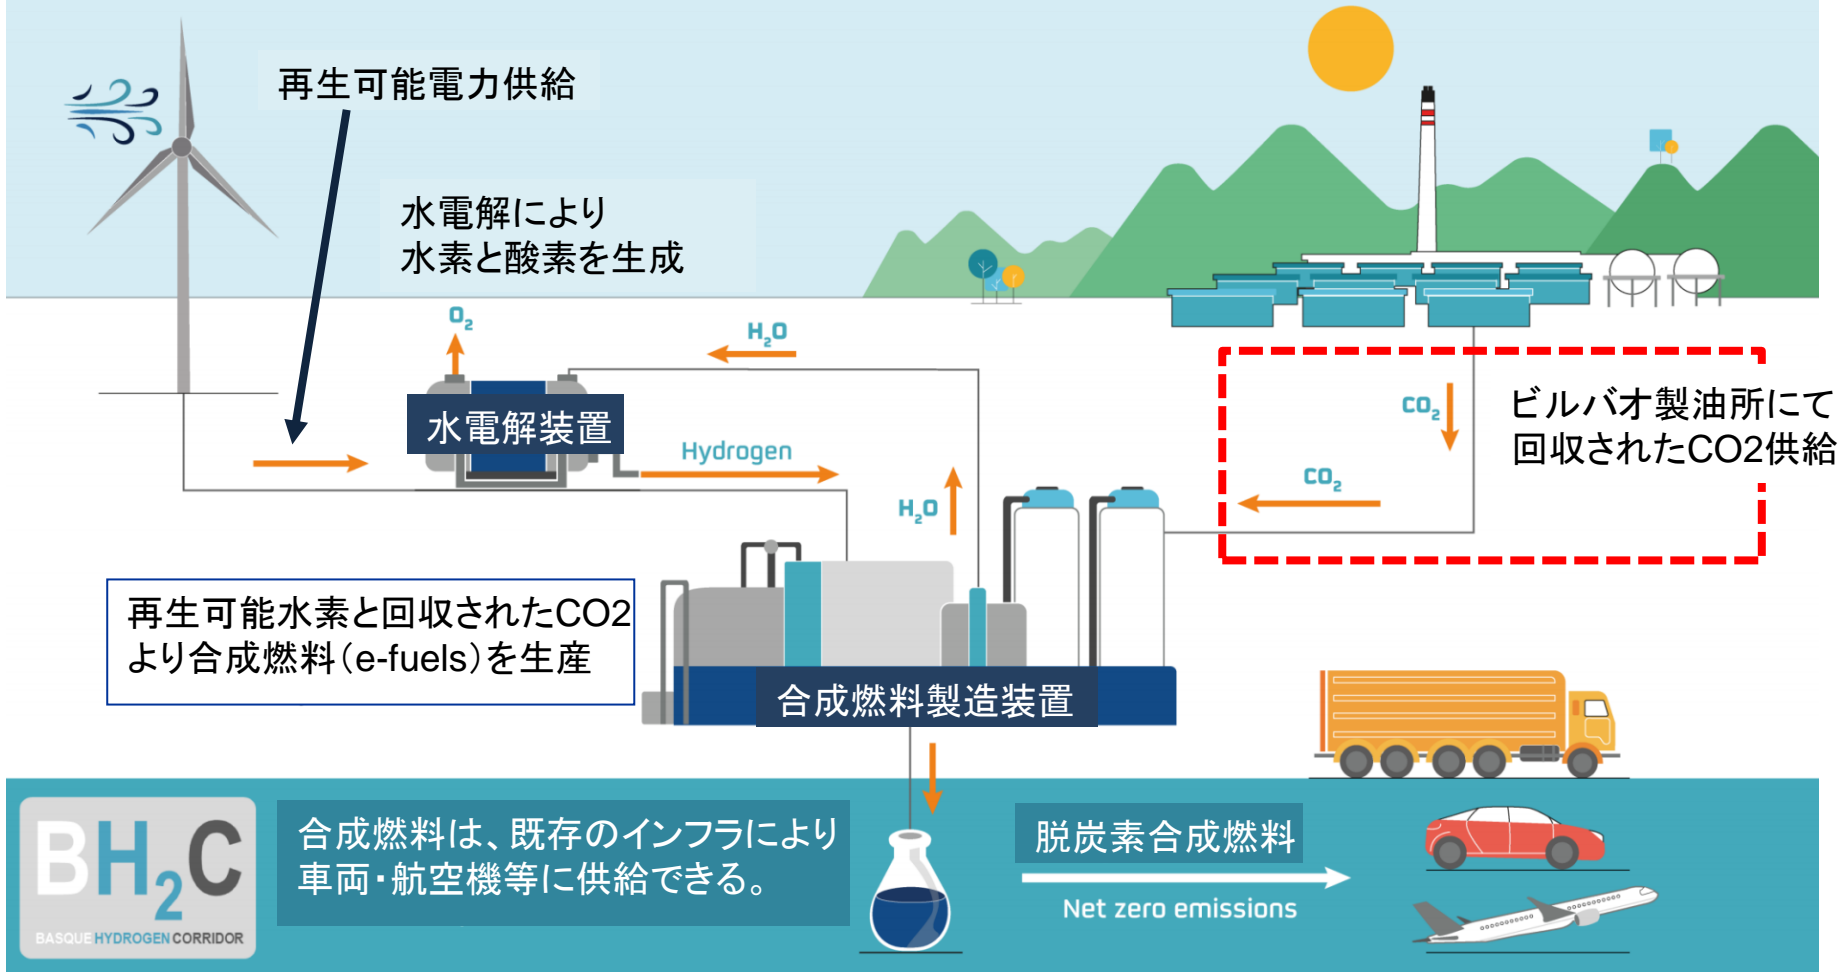 再生可能電力供給
水電解により
水素と酸素を生成
O₂
H₂O
水電解装置
Hydrogen
H₂O
CO₂
CO₂
ビルバオ製油所にて
回収されたCO2供給
再生可能水素と回収されたCO2
より合成燃料（e-fuels）を生産
合成燃料製造装置
BH₂C
BASQUE HYDROGEN CORRIDOR
合成燃料は、既存のインフラにより
車両・航空機等に供給できる。
脱炭素合成燃料
Net zero emissions